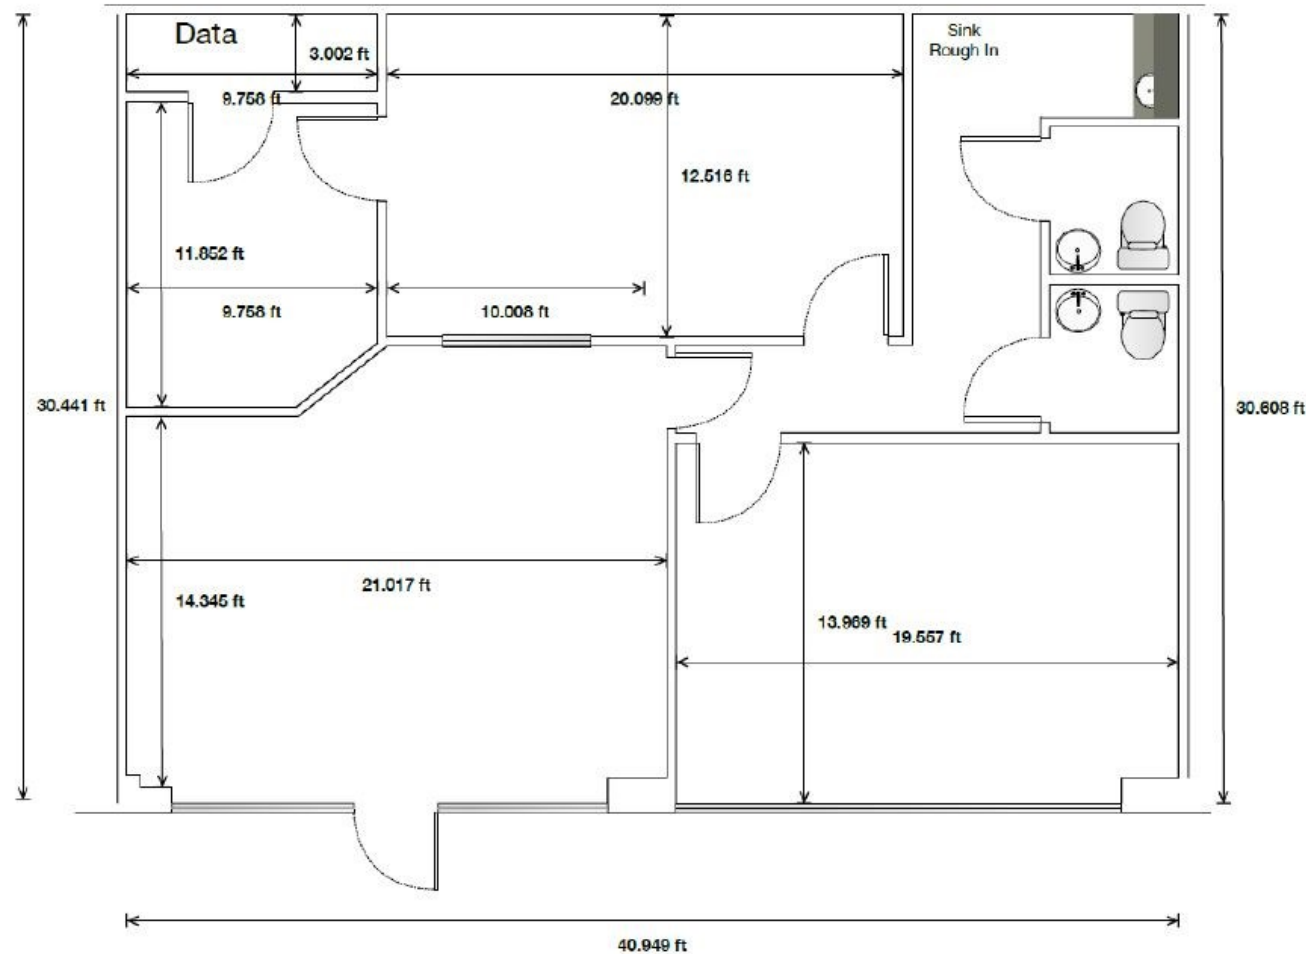 Data
Sink
Rough In
3.002 ft
9.758 ft
20.099 ft
12.516 ft
11.852 ft
9.758 ft
10.008 ft
30.441 ft
30.608 ft
21.017 ft
14.345 ft
13.969 ft
19.557 ft
40.949 ft